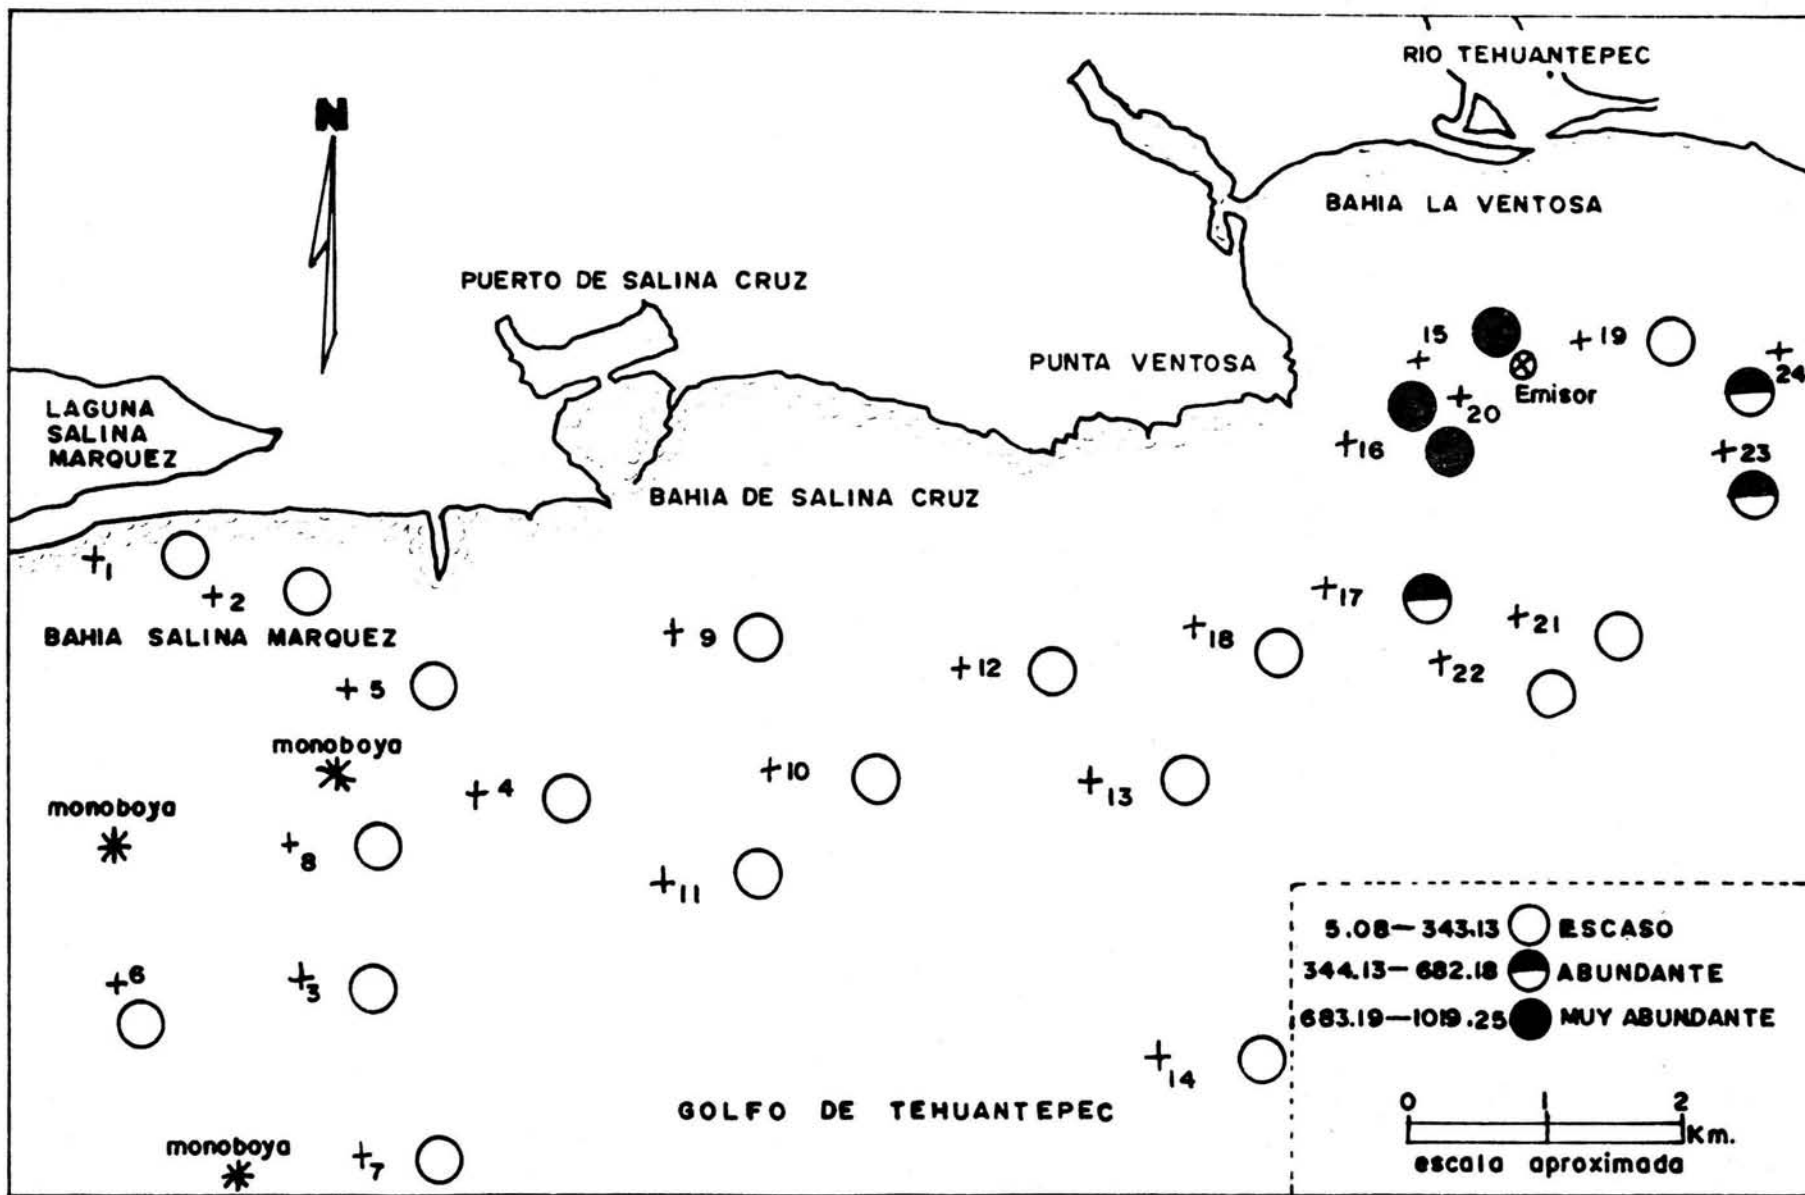 RIO TEHUANTEPEC
N
BAHIA LA VENTOSA
PUERTO DE SALINA CRUZ
PUNTA VENTOSA
15
19
24
Emisor
20
LAGUNA
SALINA
MARQUEZ
16
23
BAHIA DE SALINA CRUZ
1
2
17
BAHIA SALINA MARQUEZ
9
18
21
12
22
5
monoboya
10
13
4
monoboya
8
11
5.08-343.13 ESCASO
344.13-682.18 ABUNDANTE
683.19-1019.25 MUY ABUNDANTE
6
3
14
GOLFO DE TEHUANTEPEC
0 1 2
Km.
escala aproximada
monoboya
7